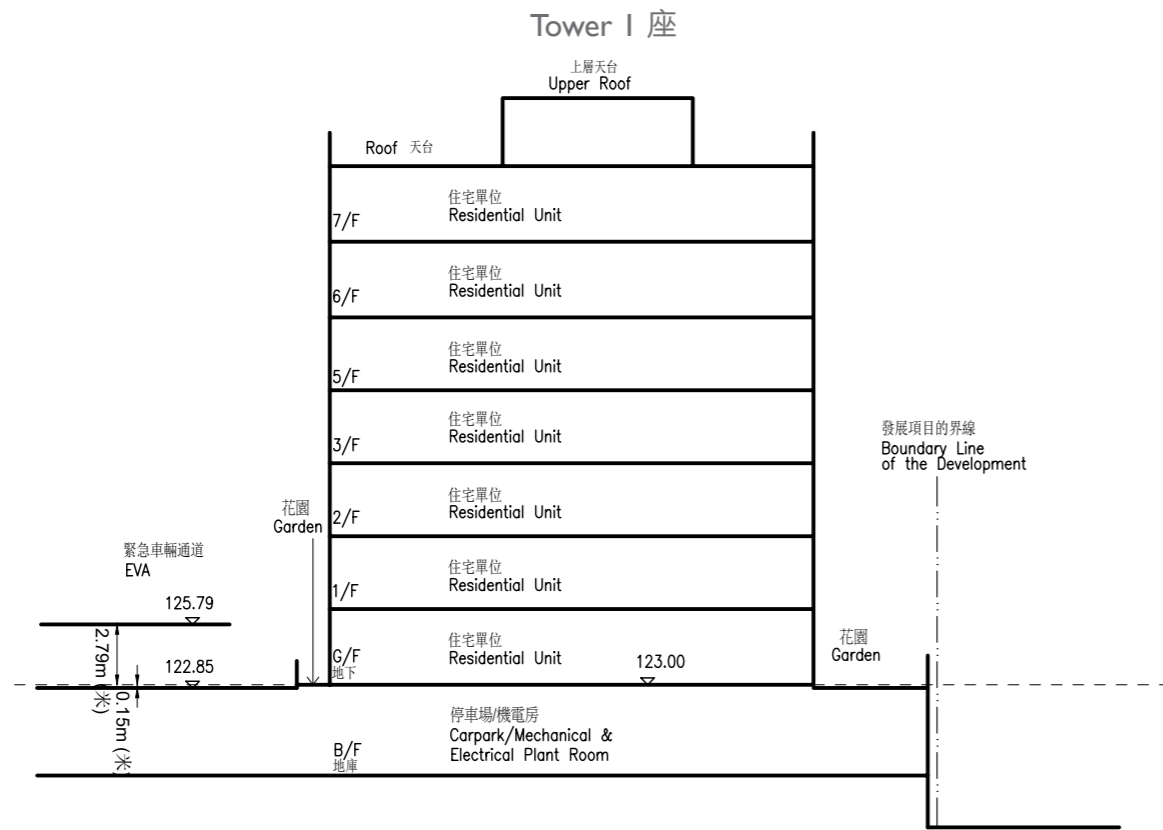 Tower 1 座
上層天台
Upper Roof
Roof 天台
住宅單位
Residential Unit
7/F
住宅單位
Residential Unit
6/F
住宅單位
Residential Unit
5/F
住宅單位
Residential Unit
3/F
發展項目的界線
Boundary Line
of the Development
住宅單位
Residential Unit
2/F
花園
Garden
緊急車輛通道
EVA
住宅單位
Residential Unit
1/F
125.79
2.79m (米)
住宅單位
Residential Unit
G/F
地下
123.00
花園
Garden
122.85
0.15m (米)
停車場/機電房
Carpark/Mechanical &
Electrical Plant Room
B/F
地庫